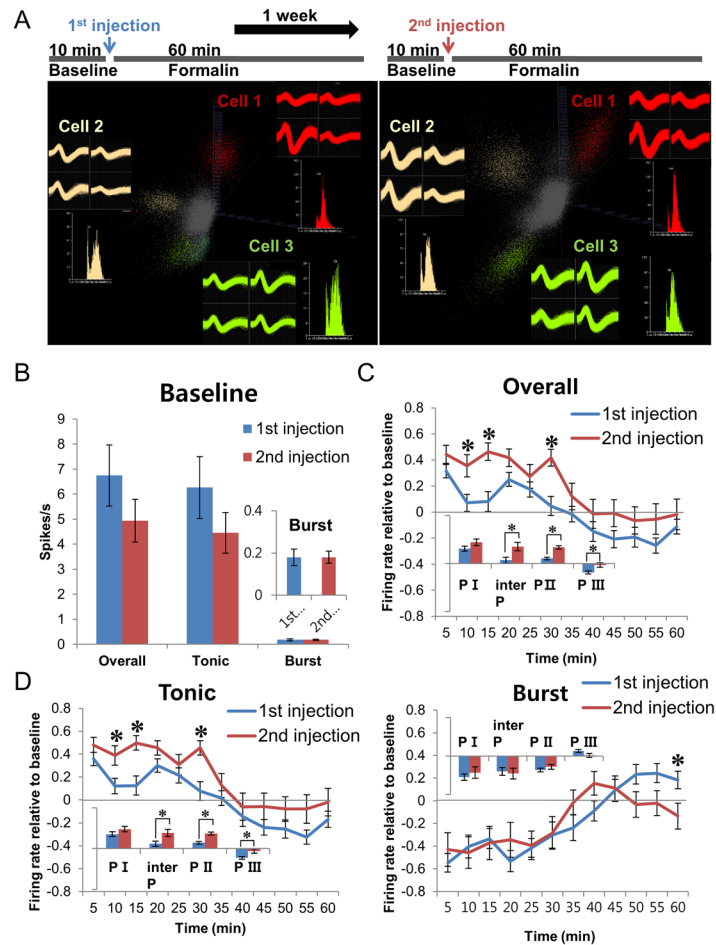 A
1st injection
1 week
2nd injection
10 min
60 min
10 min
60 min
Baseline
Formalin
Baseline
Formalin
Cell 1
Cell 2
Cell 3
Cell 1
Cell 2
Cell 3
B
Baseline
Spikes/s
9
8
7
6
5
4
3
2
1
0
1st injection
2nd injection
Burst
0.4
0.2
0
1st...
2nd...
Overall
Tonic
Burst
C
Overall
1st injection
2nd injection
Firing rate relative to baseline
0.8
0.6
0.4
0.2
0
-0.2
-0.4
-0.6
-0.8
* * *
* * *
P I
inter P
P II
P III
5 10 15 20 25 30 35 40 45 50 55 60
Time (min)
D
Tonic
1st injection
2nd injection
Firing rate relative to baseline
0.8
0.6
0.4
0.2
0
-0.2
-0.4
-0.6
-0.8
* * *
* * *
P I
inter P
P II
P III
5 10 15 20 25 30 35 40 45 50 55 60
Time (min)
Burst
1st injection
2nd injection
Firing rate relative to baseline
0.8
0.6
0.4
0.2
0
-0.2
-0.4
-0.6
-0.8
P I
inter P
P II
P III
*
5 10 15 20 25 30 35 40 45 50 55 60
Time (min)